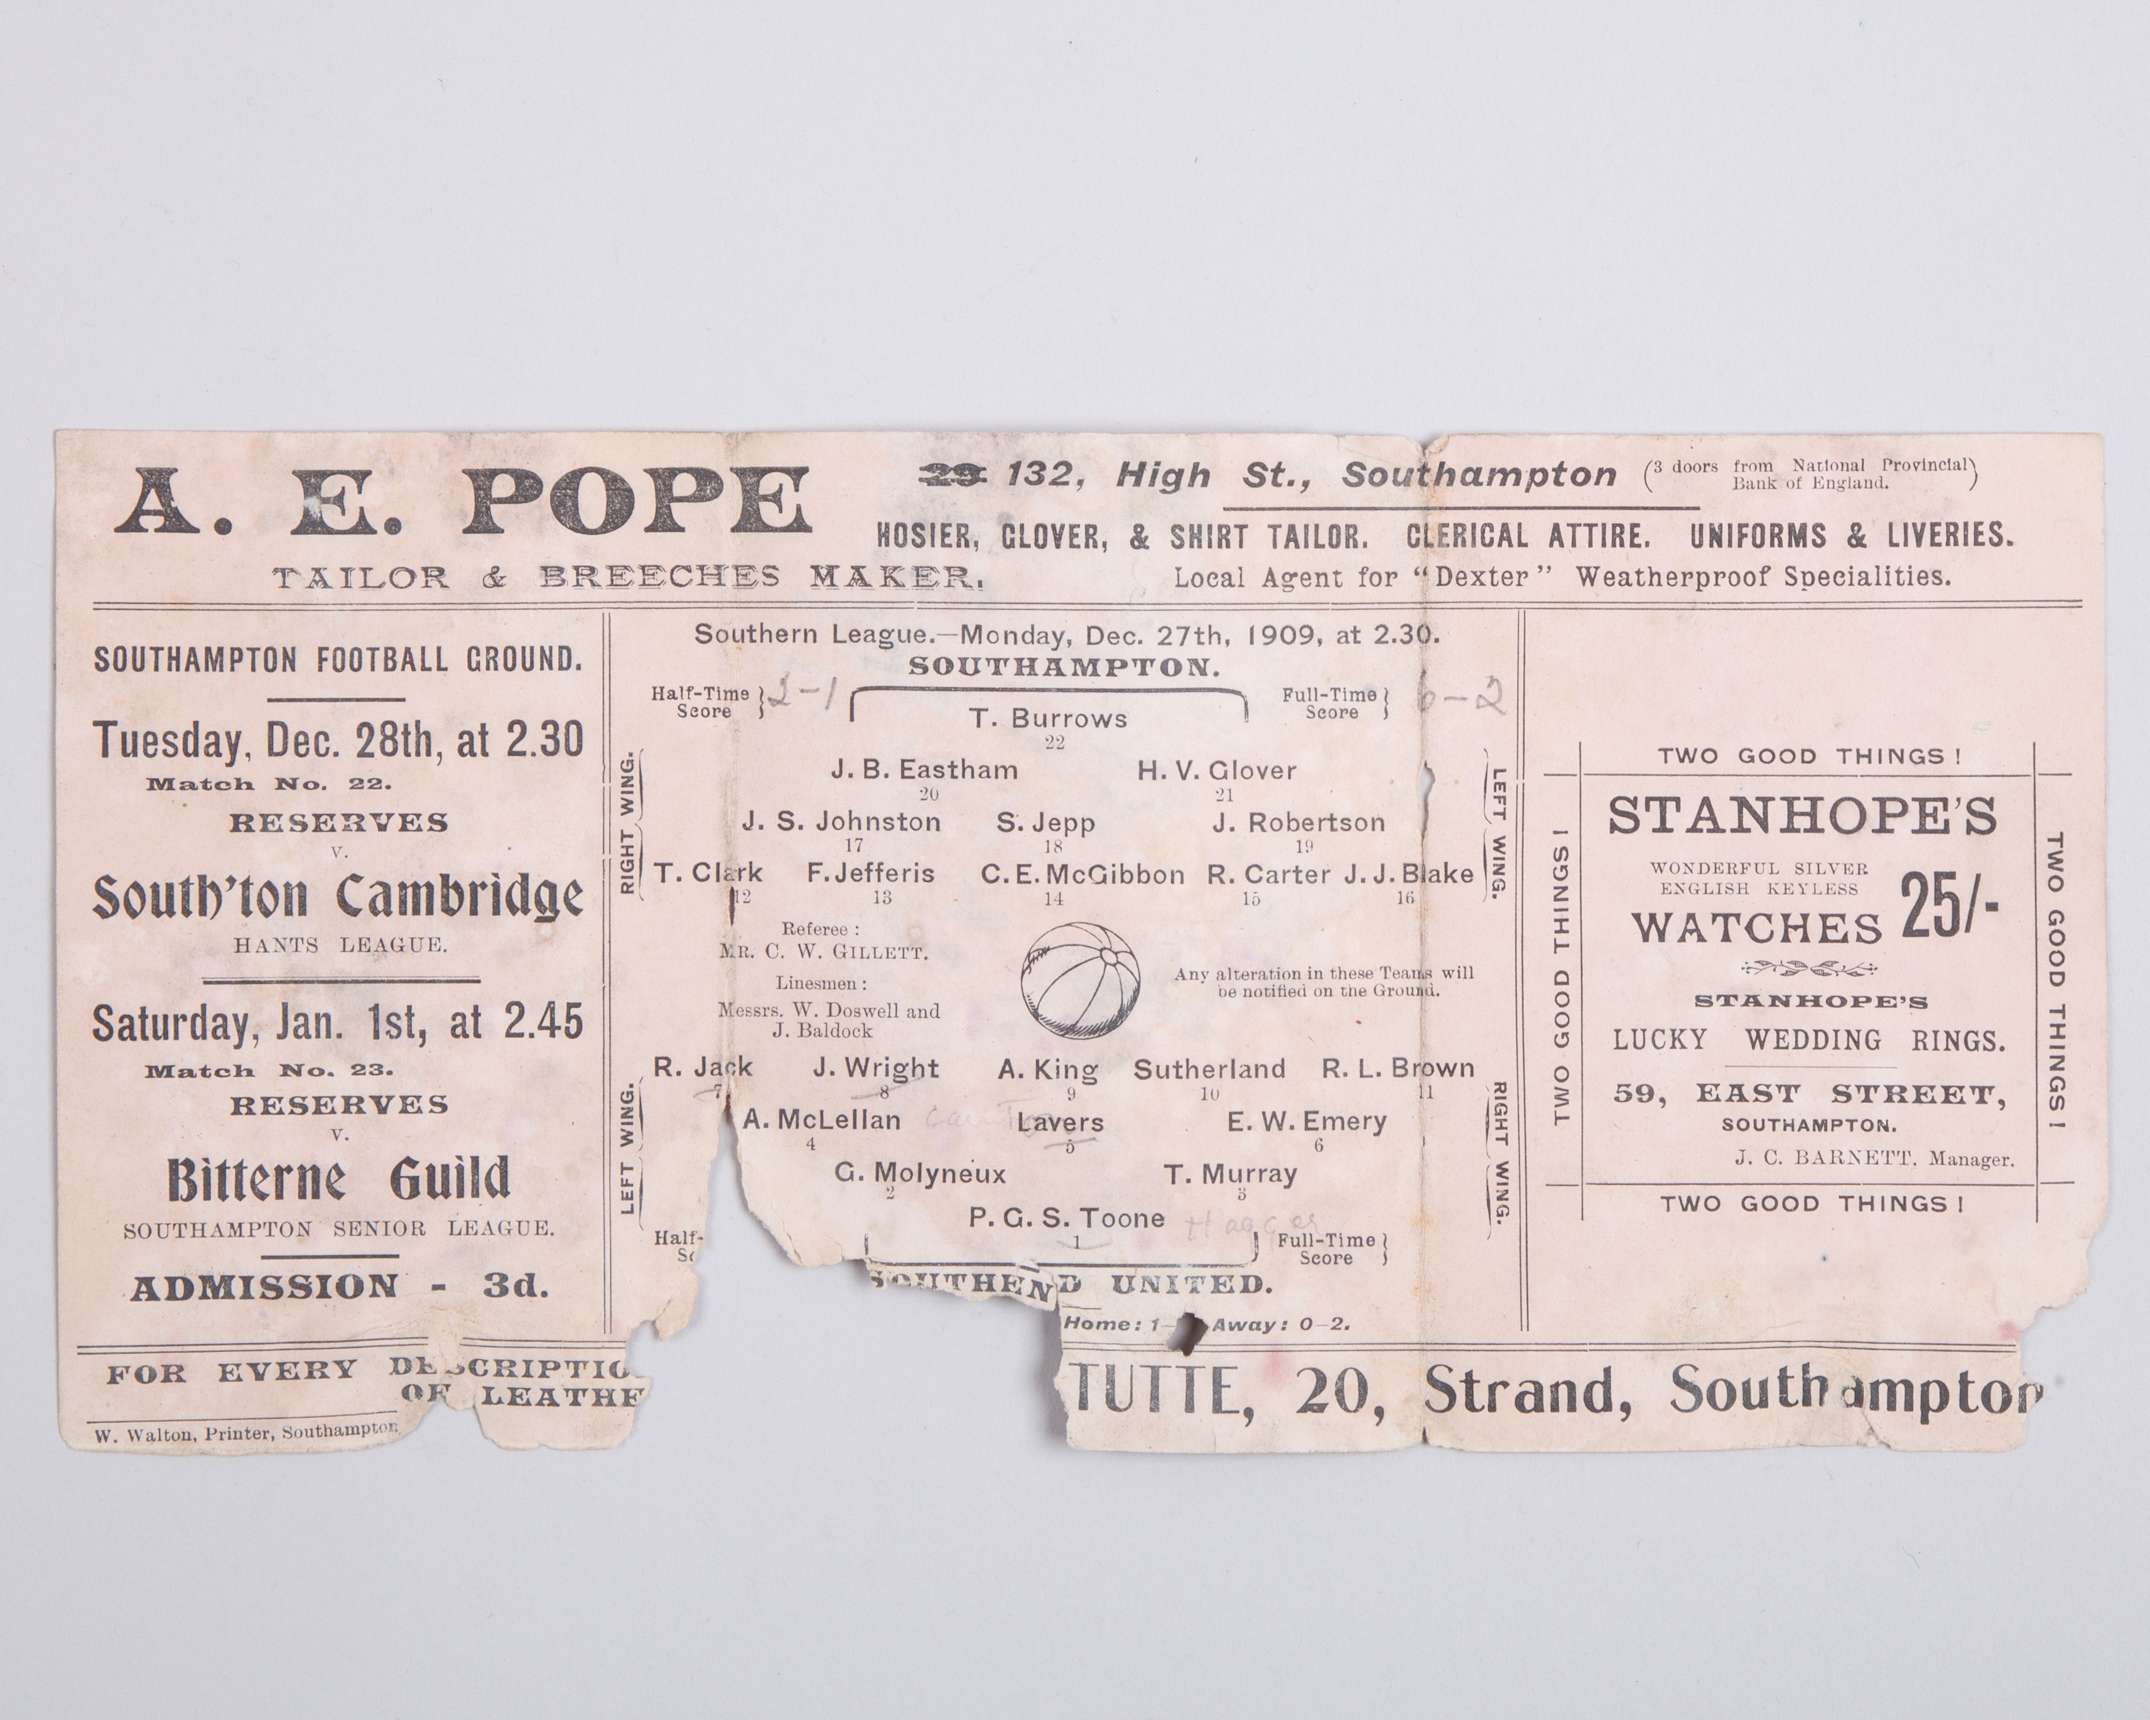 A. E. POPE
TAILOR & BREECHES MAKER.
29 132, High St., Southampton (3 doors from National Provincial Bank of England.)
HOSIER, GLOVER, & SHIRT TAILOR. CLERICAL ATTIRE. UNIFORMS & LIVERIES.
Local Agent for "Dexter" Weatherproof Specialities.
SOUTHAMPTON FOOTBALL GROUND.
Tuesday, Dec. 28th, at 2.30
Match No. 22.
RESERVES
v.
South'ton Cambridge
HANTS LEAGUE.
Saturday, Jan. 1st, at 2.45
Match No. 23.
RESERVES
v.
Bitterne Guild
SOUTHAMPTON SENIOR LEAGUE.
ADMISSION - 3d.
Southern League.—Monday, Dec. 27th, 1909, at 2.30.
SOUTHAMPTON.
Half-Time Score } 2-1
Full-Time Score } 6-2
T. Burrows
22
J. B. Eastham H. V. Glover
20 21
J. S. Johnston S. Jepp J. Robertson
17 18 19
T. Clark F. Jefferis C. E. McGibbon R. Carter J. J. Blake
12 13 14 15 16
RIGHT WING.
LEFT WING.
Referee :
MR. C. W. GILLETT.
Linesmen :
Messrs. W. Doswell and
J. Baldock
Any alteration in these Teams will
be notified on the Ground.
R. Jack J. Wright A. King Sutherland R. L. Brown
7 8 9 10 11
A. McLellan Lavers E. W. Emery
4 5 6
G. Molyneux T. Murray
2 3
P. G. S. Toone
1
LEFT WING.
RIGHT WING.
Half-
Sc
Full-Time Score }
SOUTHEND UNITED.
Home: 1- Away: 0-2.
TWO GOOD THINGS!
TWO GOOD THINGS!
STANHOPE'S
WONDERFUL SILVER
ENGLISH KEYLESS
WATCHES 25/-
STANHOPE'S
LUCKY WEDDING RINGS.
59, EAST STREET,
SOUTHAMPTON.
J. C. BARNETT, Manager.
TWO GOOD THINGS!
TWO GOOD THINGS!
FOR EVERY DESCRIPTIO
OF LEATHE
TUTTE, 20, Strand, Southampton
W. Walton, Printer, Southampton